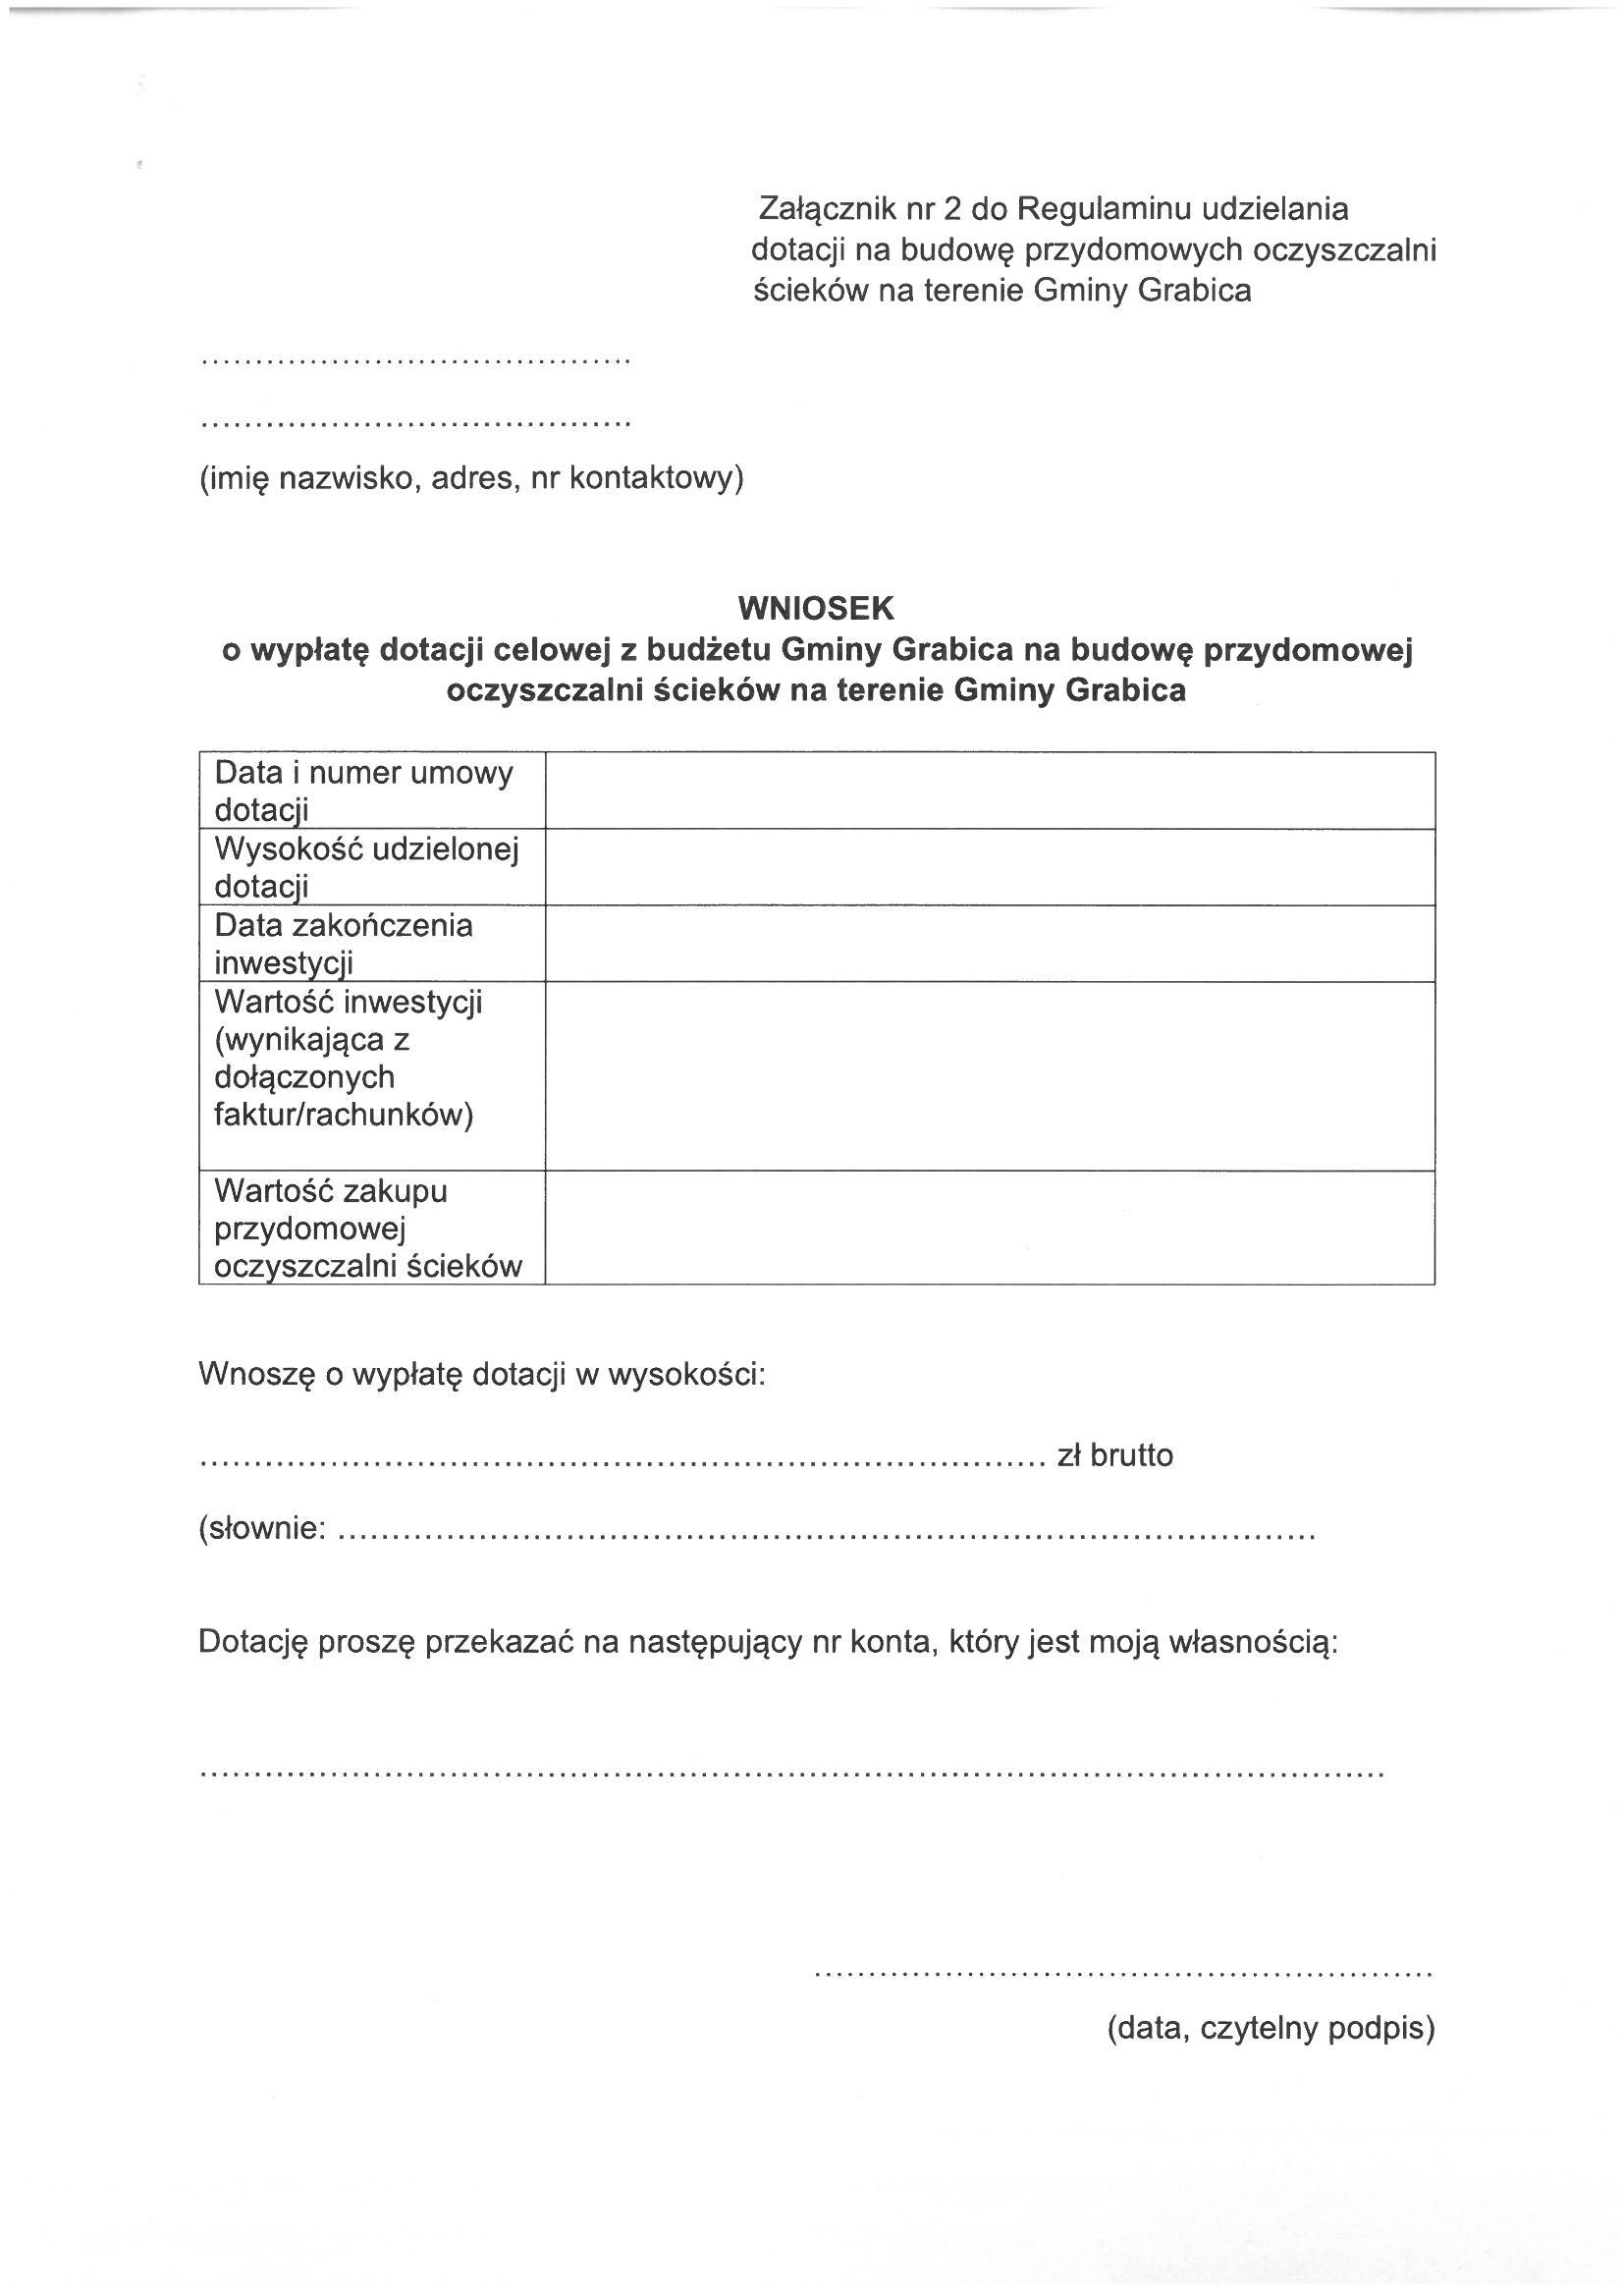 Załącznik nr 2 do Regulaminu udzielania
dotacji na budowę przydomowych oczyszczalni
ścieków na terenie Gminy Grabica
........................................
........................................
(imię nazwisko, adres, nr kontaktowy)
WNIOSEK
o wypłatę dotacji celowej z budżetu Gminy Grabica na budowę przydomowej
oczyszczalni ścieków na terenie Gminy Grabica
Data i numer umowy
dotacji
Wysokość udzielonej
dotacji
Data zakończenia
inwestycji
Wartość inwestycji
(wynikająca z
dołączonych
faktur/rachunków)
Wartość zakupu
przydomowej
oczyszczalni ścieków
Wnoszę o wypłatę dotacji w wysokości:
............................................................................... zł brutto
(słownie: ...........................................................................................
Dotację proszę przekazać na następujący nr konta, który jest moją własnością:
..............................................................................................................
..........................................................
(data, czytelny podpis)